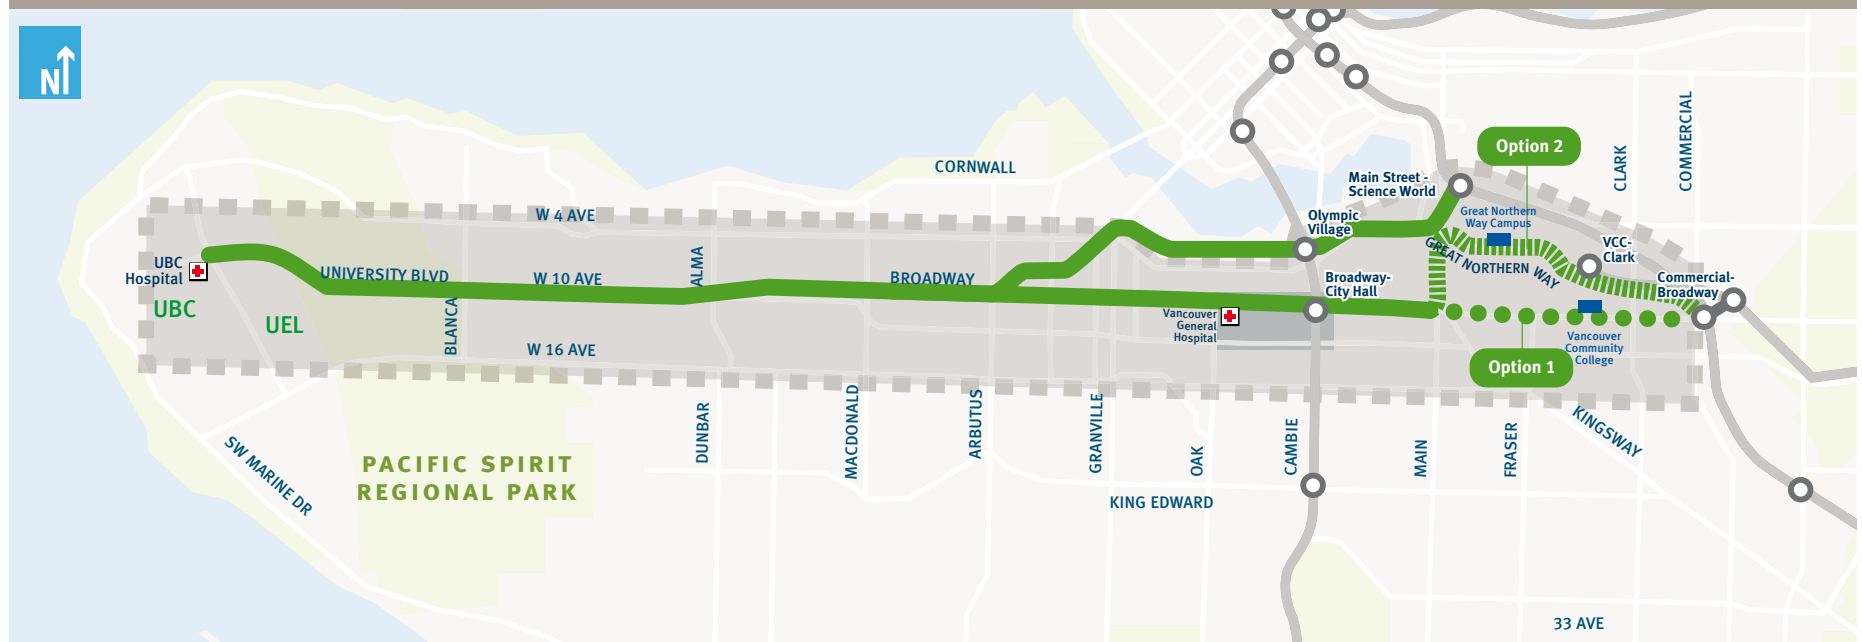 N
COMMERCIAL
CLARK
Option 2
CORNWALL
Main Street -
Science World
W 4 AVE
Olympic
Village
Great Northern
Way Campus
VCC-
Clark
GREAT NORTHERN WAY
UBC
Hospital
UNIVERSITY BLVD
W 10 AVE
ALMA
BROADWAY
Broadway-
City Hall
Commercial-
Broadway
UBC
UEL
BLANCA
W 16 AVE
Vancouver
General
Hospital
Vancouver
Community
College
Option 1
DUNBAR
MACDONALD
ARBUTUS
GRANVILLE
OAK
CAMBIE
MAIN
FRASER
KINGSWAY
SW MARINE DR
PACIFIC SPIRIT
REGIONAL PARK
KING EDWARD
33 AVE